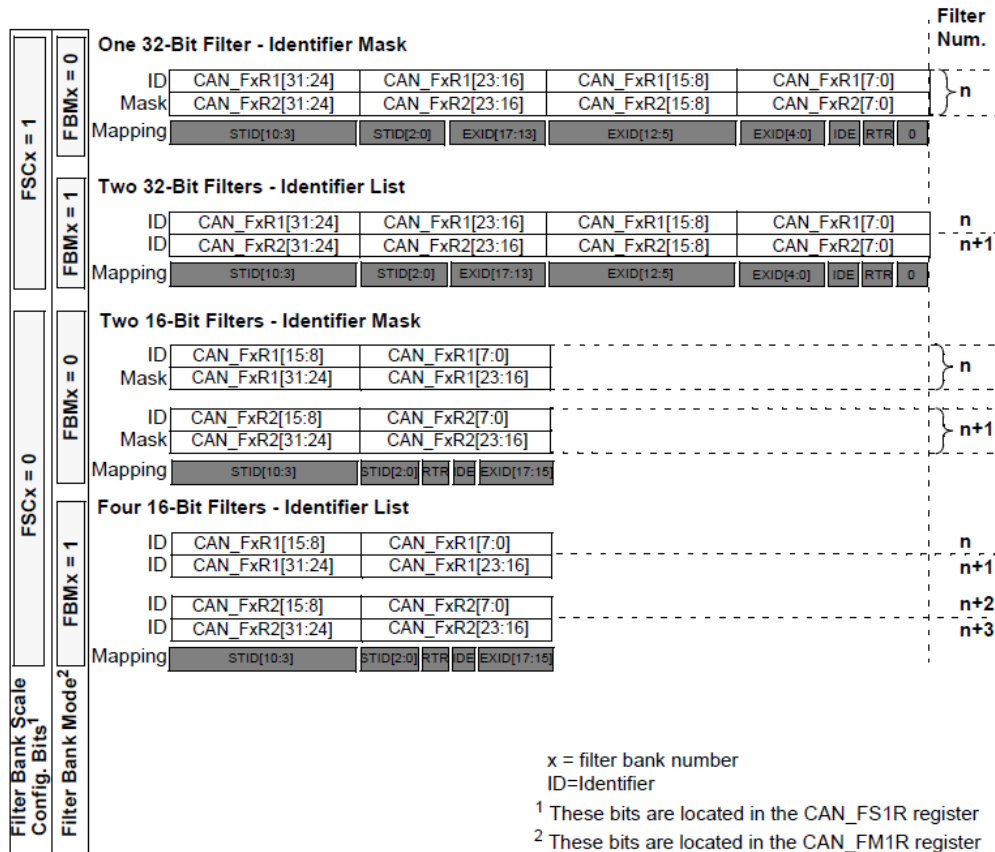 Filter
Num.
One 32-Bit Filter - Identifier Mask
ID CAN_FxR1[31:24] CAN_FxR1[23:16] CAN_FxR1[15:8] CAN_FxR1[7:0]
Mask CAN_FxR2[31:24] CAN_FxR2[23:16] CAN_FxR2[15:8] CAN_FxR2[7:0]
n
Mapping STID[10:3] STID[2:0] EXID[17:13] EXID[12:5] EXID[4:0] IDE RTR 0
Two 32-Bit Filters - Identifier List
ID CAN_FxR1[31:24] CAN_FxR1[23:16] CAN_FxR1[15:8] CAN_FxR1[7:0] n
ID CAN_FxR2[31:24] CAN_FxR2[23:16] CAN_FxR2[15:8] CAN_FxR2[7:0] n+1
Mapping STID[10:3] STID[2:0] EXID[17:13] EXID[12:5] EXID[4:0] IDE RTR 0
Two 16-Bit Filters - Identifier Mask
ID CAN_FxR1[15:8] CAN_FxR1[7:0]
Mask CAN_FxR1[31:24] CAN_FxR1[23:16]
n
ID CAN_FxR2[15:8] CAN_FxR2[7:0]
Mask CAN_FxR2[31:24] CAN_FxR2[23:16]
n+1
Mapping STID[10:3] STID[2:0] RTR IDE EXID[17:15]
Four 16-Bit Filters - Identifier List
ID CAN_FxR1[15:8] CAN_FxR1[7:0] n
ID CAN_FxR1[31:24] CAN_FxR1[23:16] n+1
ID CAN_FxR2[15:8] CAN_FxR2[7:0] n+2
ID CAN_FxR2[31:24] CAN_FxR2[23:16] n+3
Mapping STID[10:3] STID[2:0] RTR IDE EXID[17:15]
FSCx = 1
FBMx = 0
FBMx = 1
FSCx = 0
FBMx = 0
FBMx = 1
Filter Bank Scale
Config. Bits¹
Filter Bank Mode²
x = filter bank number
ID=Identifier
¹ These bits are located in the CAN_FS1R register
² These bits are located in the CAN_FM1R register